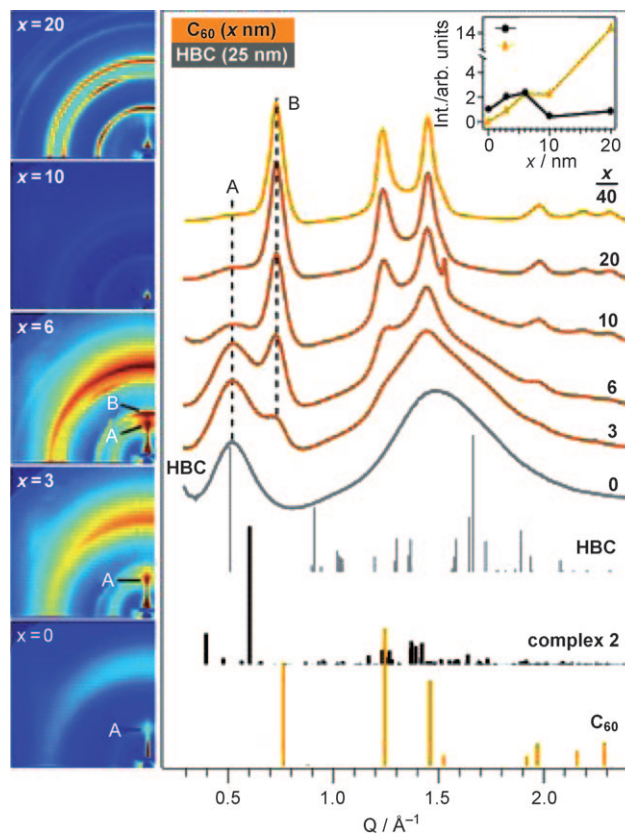 x = 20
x = 10
x = 6
B
A
x = 3
A
x = 0
A
C60 (x nm)
HBC (25 nm)
B
A
HBC
x
40
20
10
6
3
0
HBC
complex 2
C60
0.5 1.0 1.5 2.0
Q / Å–1
Int./arb. units
14
4
2
0
0 10 20
x / nm